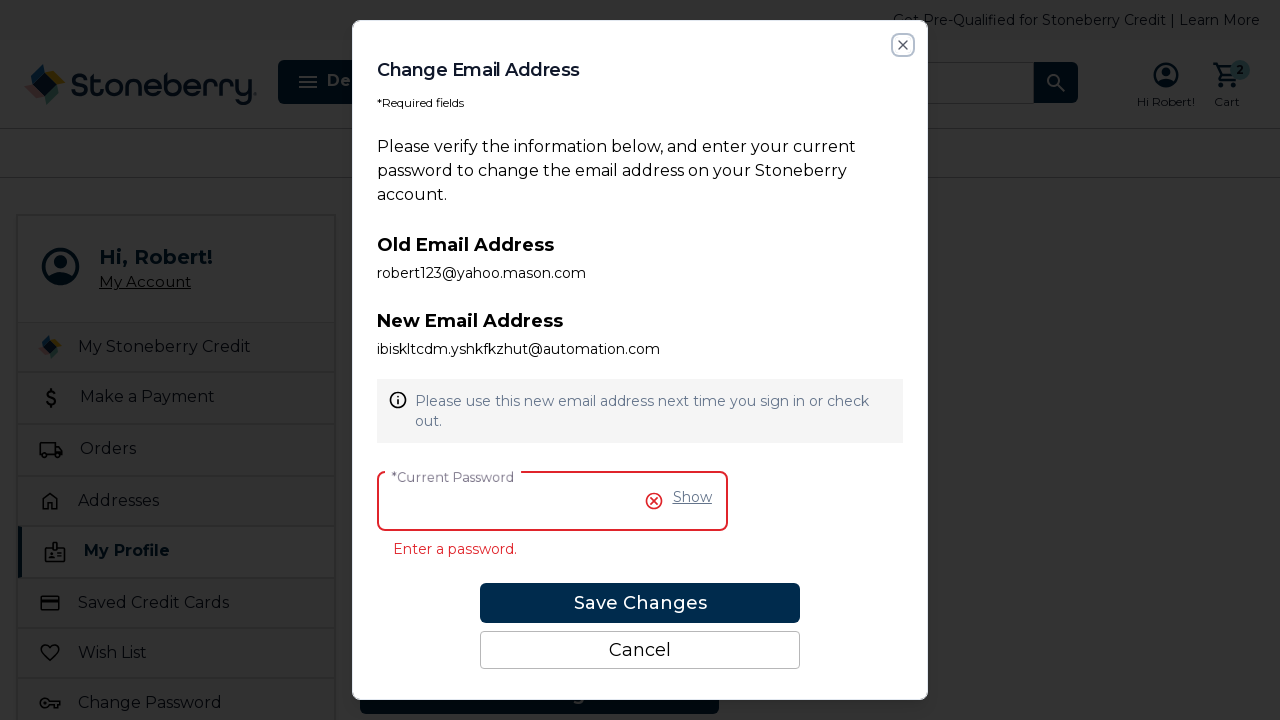 Get Pre-Qualified for Stoneberry Credit | Learn More
Stoneberry
De
Hi Robert!
2
Cart
Hi, Robert!
My Account
My Stoneberry Credit
Make a Payment
Orders
Addresses
My Profile
Saved Credit Cards
Wish List
Change Password
Change Email Address
*Required fields
Please verify the information below, and enter your current
password to change the email address on your Stoneberry
account.
Old Email Address
robert123@yahoo.mason.com
New Email Address
ibiskltcdm.yshkfkzhut@automation.com
Please use this new email address next time you sign in or check
out.
*Current Password
Show
Enter a password.
Save Changes
Cancel